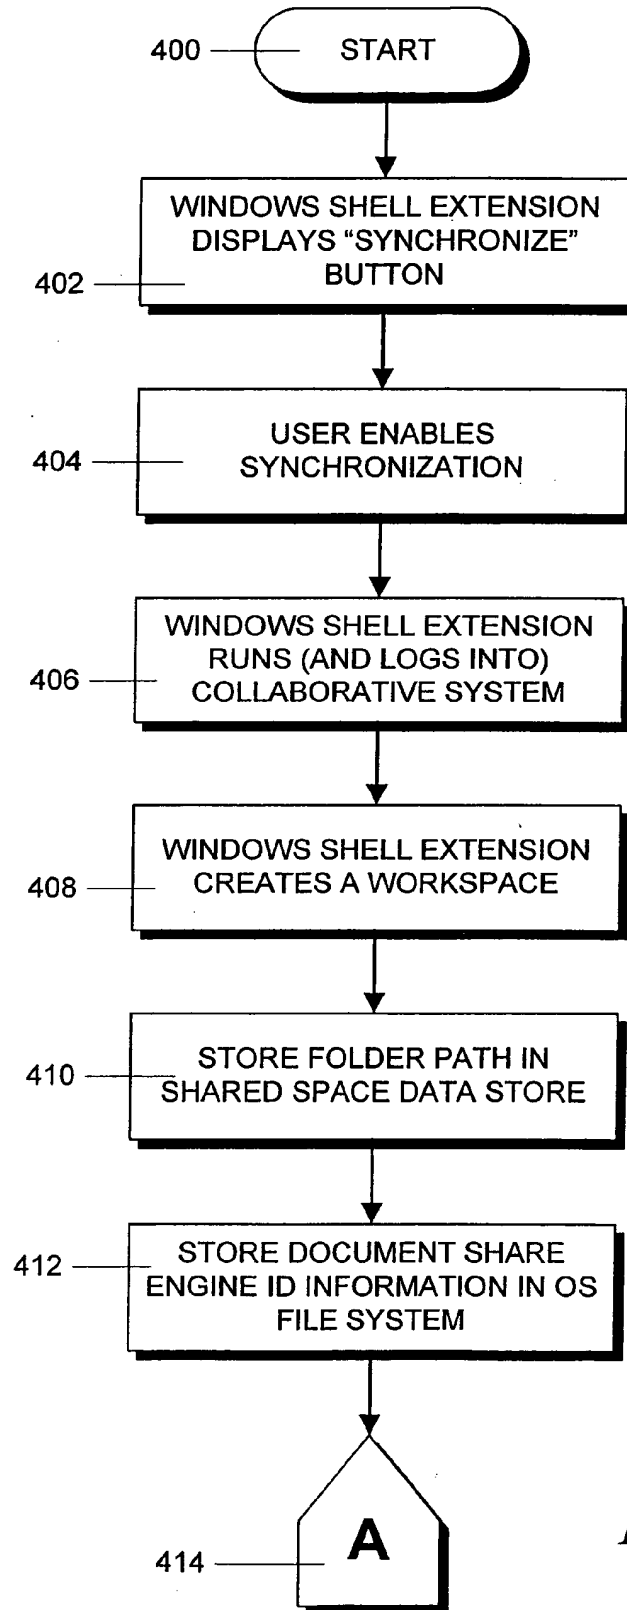 400
START
WINDOWS SHELL EXTENSION
DISPLAYS “SYNCHRONIZE”
BUTTON
402
USER ENABLES
SYNCHRONIZATION
404
WINDOWS SHELL EXTENSION
RUNS (AND LOGS INTO)
COLLABORATIVE SYSTEM
406
WINDOWS SHELL EXTENSION
CREATES A WORKSPACE
408
STORE FOLDER PATH IN
SHARED SPACE DATA STORE
410
STORE DOCUMENT SHARE
ENGINE ID INFORMATION IN OS
FILE SYSTEM
412
A
414